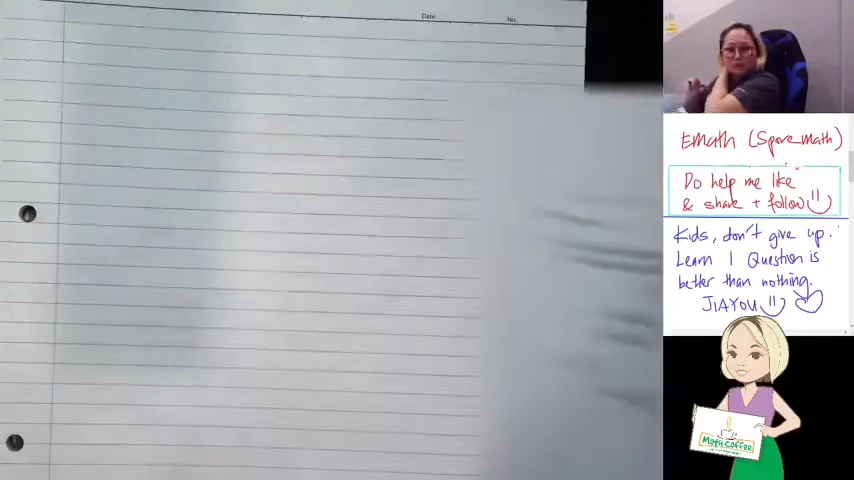 Date
No.
EMath (S'pore math)
Do help me like
& share + follow
Kids, don't give up.
Learn 1 Question is
better than nothing.
JIAYOU
Math Coffee